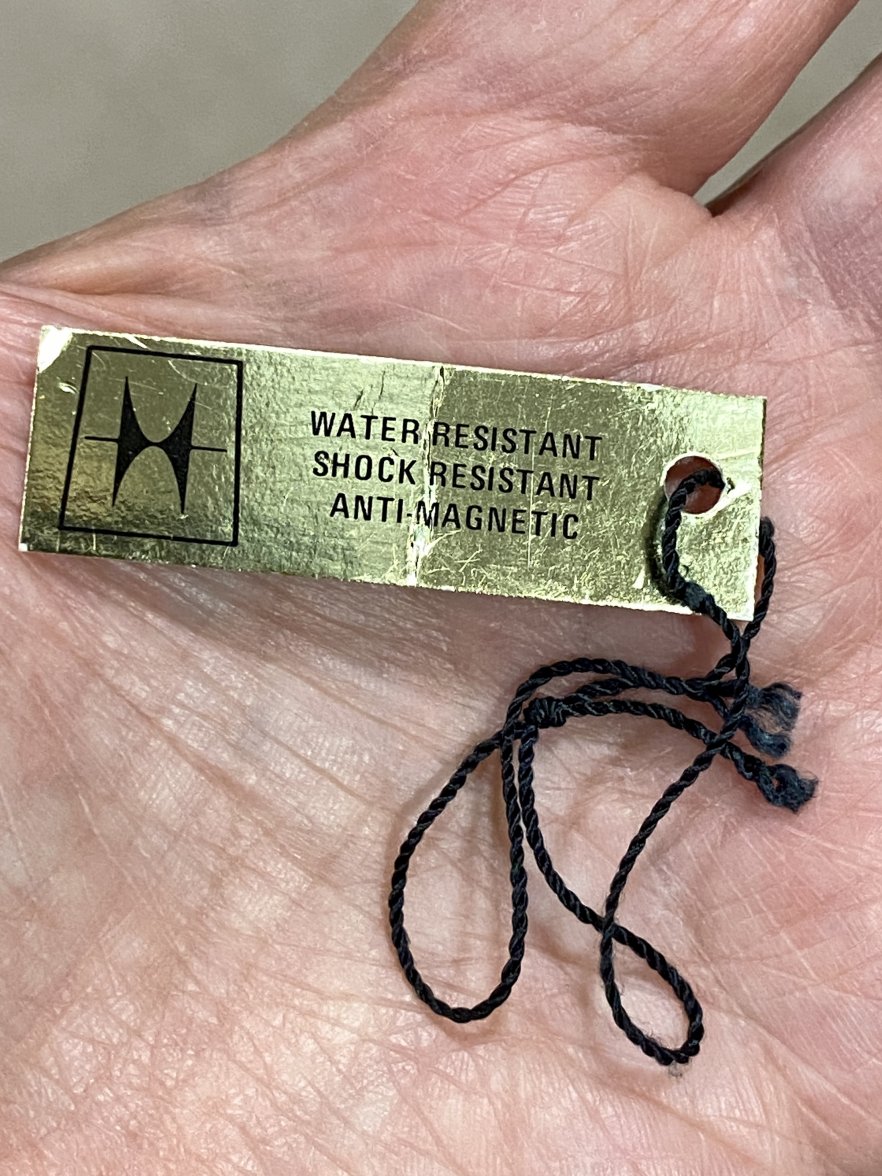 WATER RESISTANT
SHOCK RESISTANT
ANTI-MAGNETIC